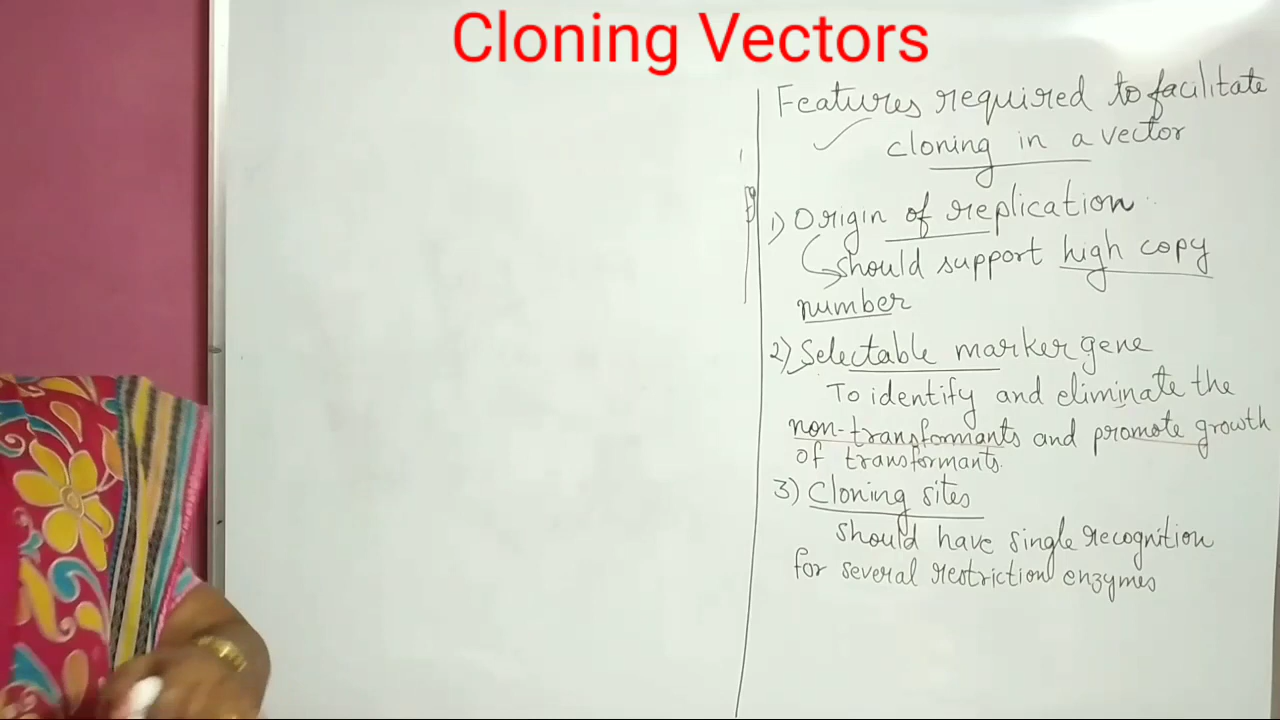 Cloning Vectors
Features required to facilitate
cloning in a vector
1) Origin of replication
should support high copy
number
2) Selectable marker gene
To identify and eliminate the
non-transformants and promote growth
of transformants.
3) Cloning sites
should have single recognition
for several restriction enzymes